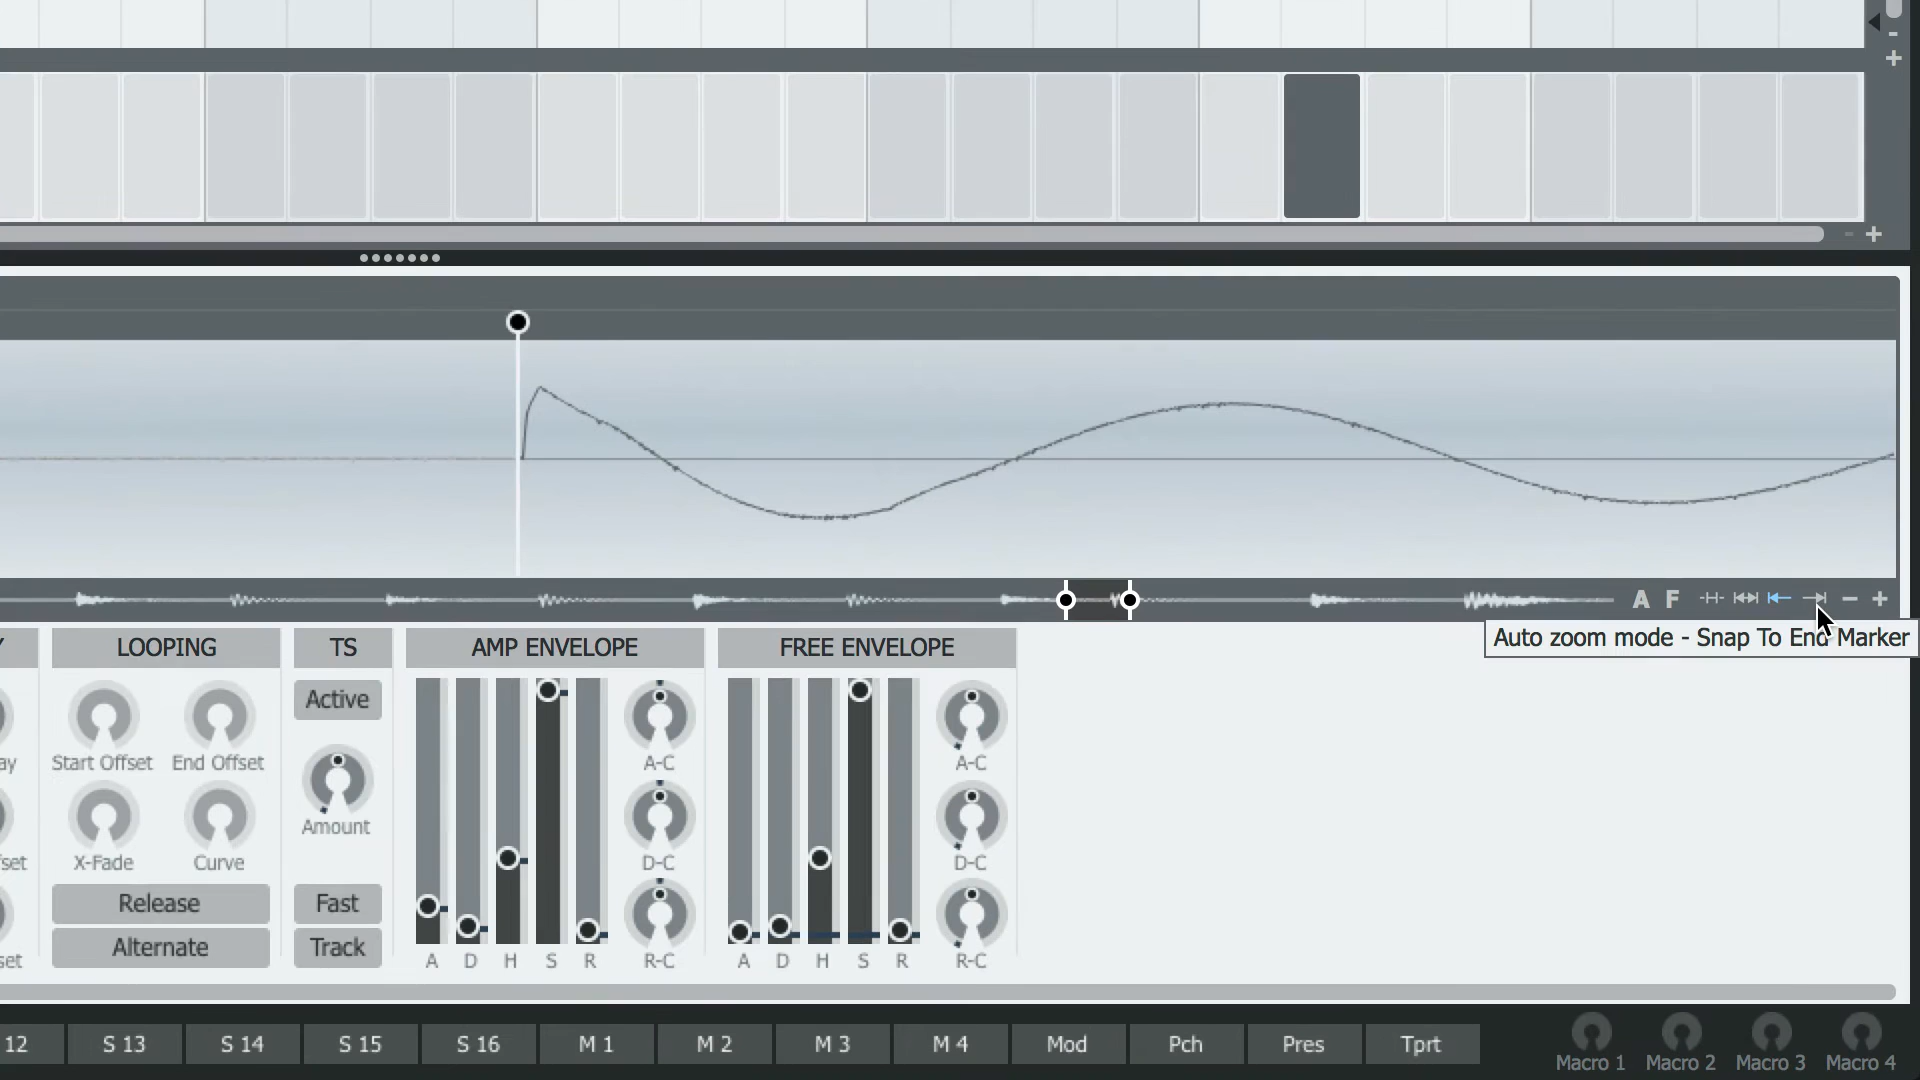 A F
Auto zoom mode - Snap To End Marker
LOOPING
TS
AMP ENVELOPE
FREE ENVELOPE
Active
Start Offset
End Offset
A-C
A-C
Amount
X-Fade
Curve
D-C
D-C
Release
Fast
Alternate
Track
A D H S R
R-C
A D H S R
R-C
12
S 13
S 14
S 15
S 16
M 1
M 2
M 3
M 4
Mod
Pch
Pres
Tprt
Macro 1
Macro 2
Macro 3
Macro 4